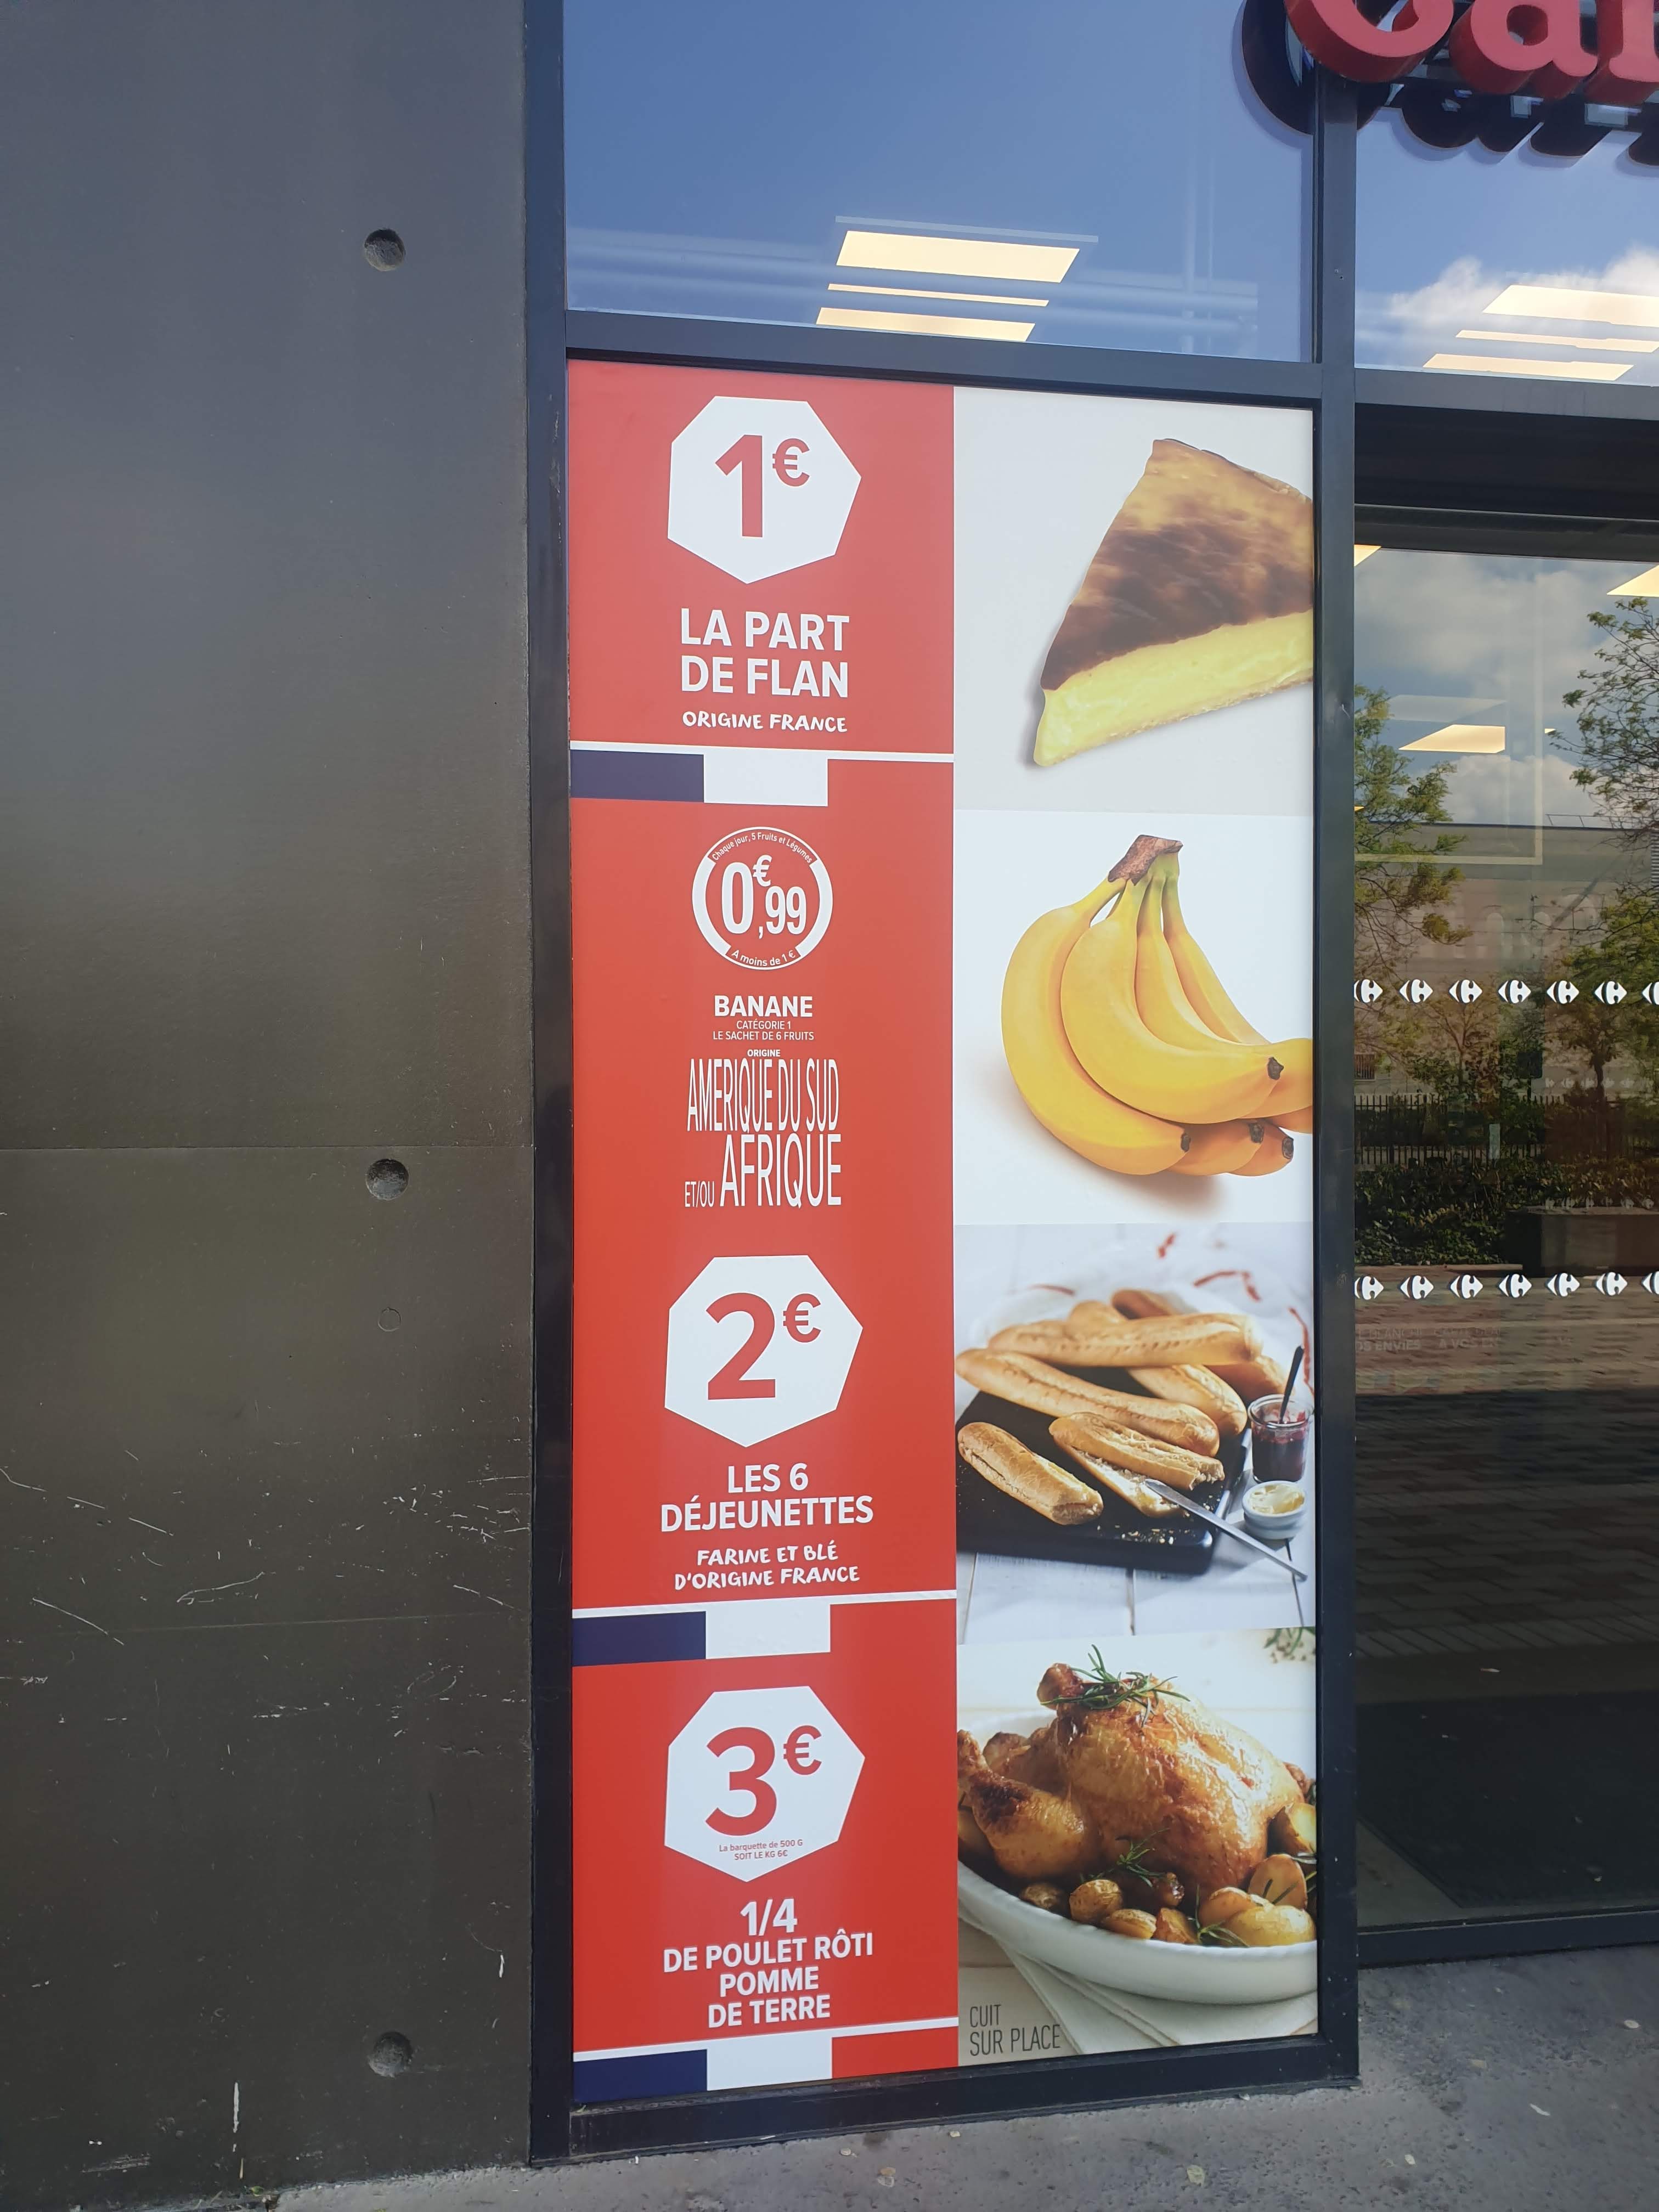 Car
1€
LA PART
DE FLAN
ORIGINE FRANCE
Chaque jour, 5 Fruits et Légumes
0€,99
A moins de 1 €
BANANE
CATÉGORIE 1
LE SACHET DE 6 FRUITS
ORIGINE
AMERIQUE DU SUD
ET/OU AFRIQUE
2€
LES 6
DÉJEUNETTES
FARINE ET BLÉ
D'ORIGINE FRANCE
3€
La barquette de 500 G
SOIT LE KG 6€
1/4
DE POULET RÔTI
POMME
DE TERRE
CUIT
SUR PLACE